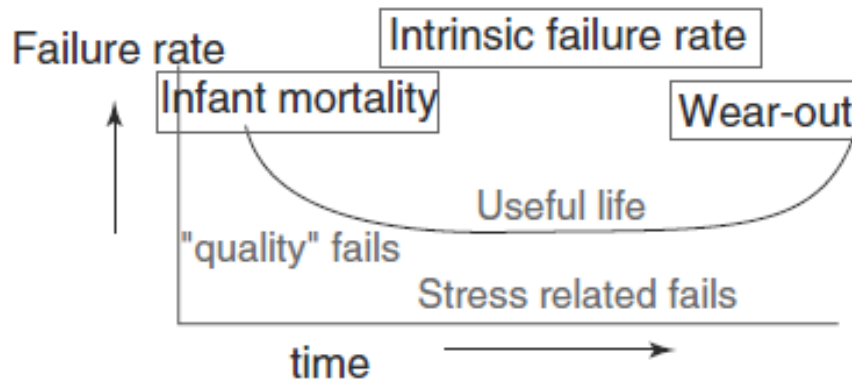 Failure rate
Intrinsic failure rate
Infant mortality
Wear-out
Useful life
"quality" fails
Stress related fails
time